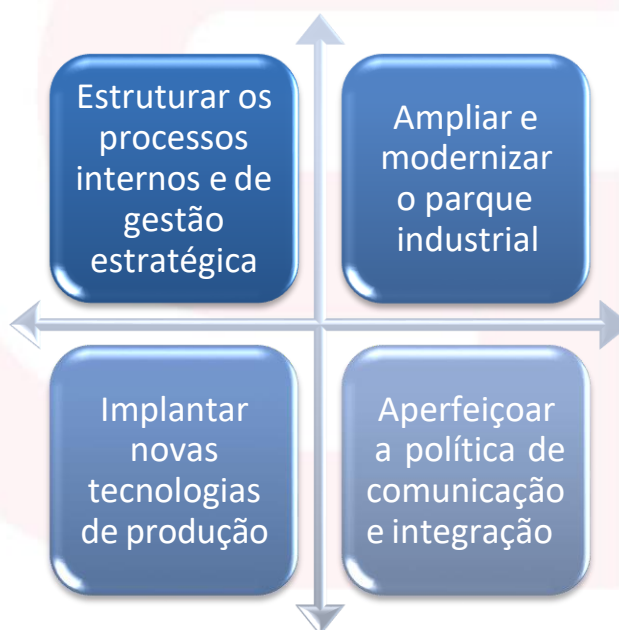 Estruturar os
processos
internos e de
gestão
estratégica
Ampliar e
modernizar
o parque
industrial
Implantar
novas
tecnologias
de produção
Aperfeiçoar
a política de
comunicação
e integração